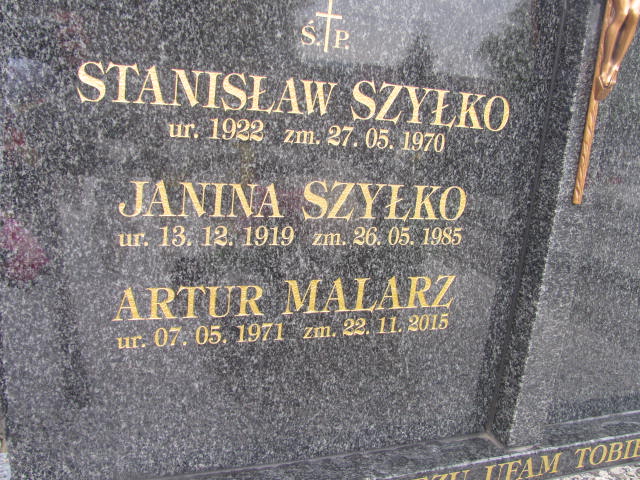 Ś.P.
STANISŁAW SZYŁKO
ur. 1922 zm. 27. 05. 1970
JANINA SZYŁKO
ur. 13. 12. 1919 zm. 26. 05. 1985
ARTUR MALARZ
ur. 07. 05. 1971 zm. 22. 11. 2015
UFAM TOBIE